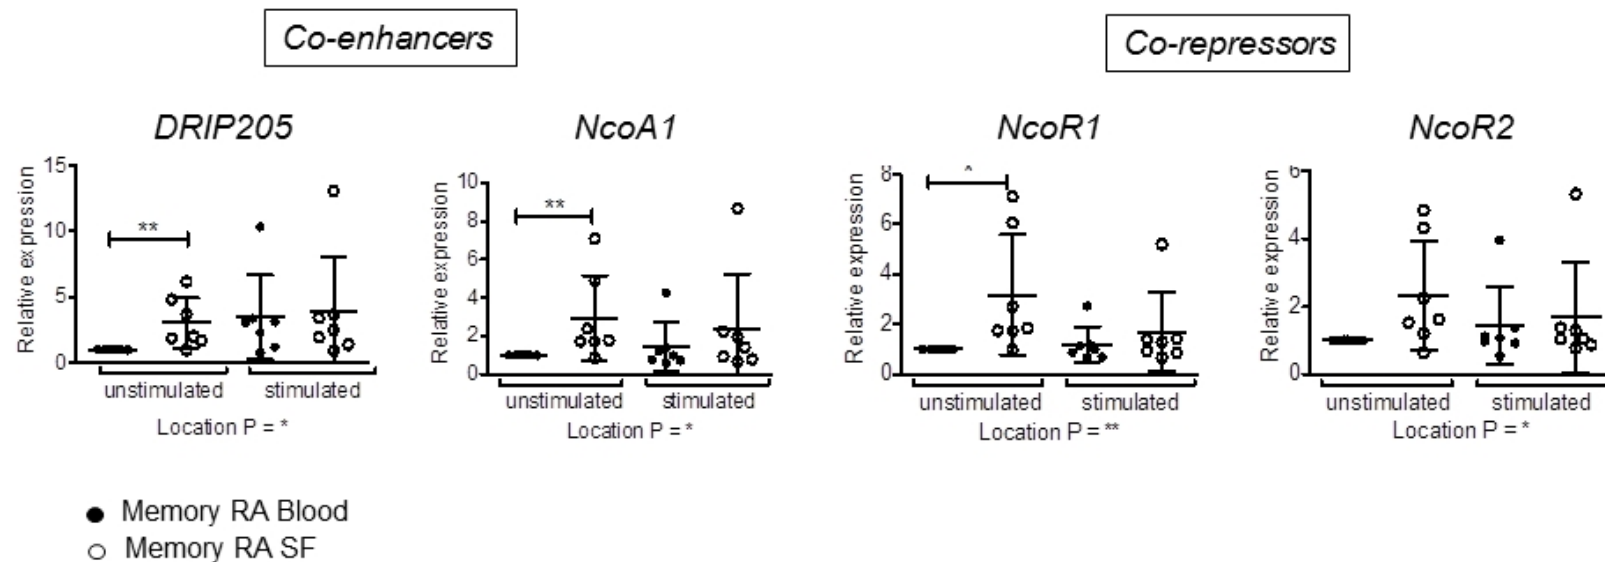 Co-enhancers
Co-repressors
DRIP205
NcoA1
NcoR1
NcoR2
Relative expression
15
10
5
0
**
unstimulated
stimulated
Location P = *
Relative expression
10
8
6
4
2
0
**
unstimulated
stimulated
Location P = *
Relative expression
8
6
4
2
0
*
unstimulated
stimulated
Location P = **
Relative expression
6
4
2
0
unstimulated
stimulated
Location P = *
Memory RA Blood
Memory RA SF